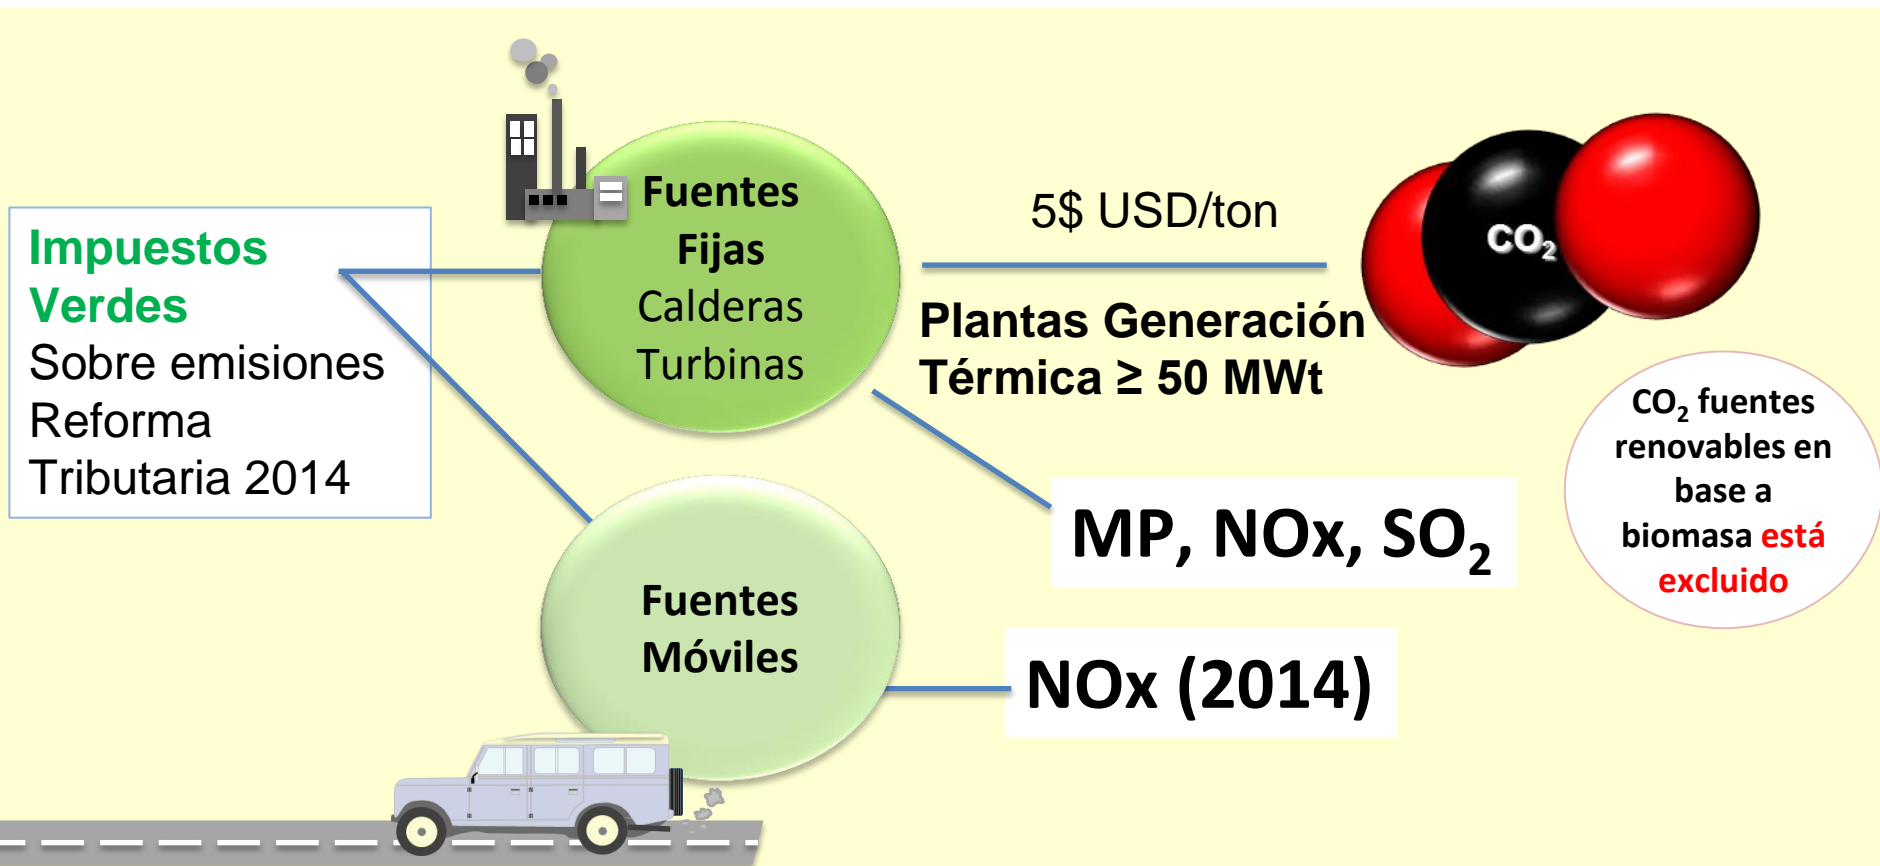 Impuestos
Verdes
Sobre emisiones
Reforma
Tributaria 2014
Fuentes
Fijas
Calderas
Turbinas
5$ USD/ton
Plantas Generación
Térmica ≥ 50 MWt
CO₂
CO₂ fuentes
renovables en
base a
biomasa está
excluido
MP, NOx, SO₂
Fuentes
Móviles
NOx (2014)